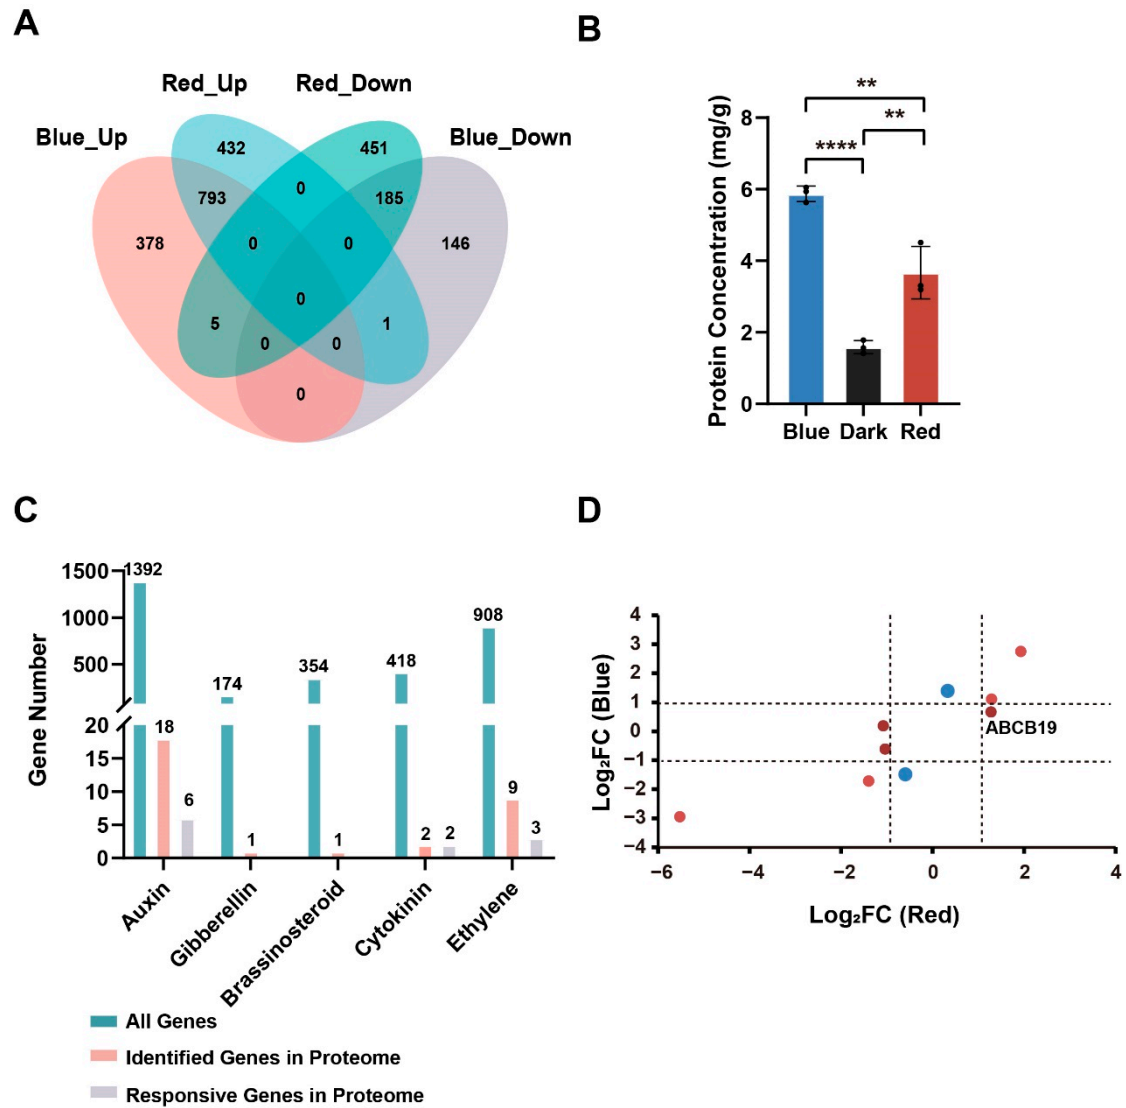 A
Red_Up
Red_Down
Blue_Up
Blue_Down
432
451
0
793
185
378
0
0
146
0
5
1
0
0
0
B
Protein Concentration (mg/g)
8
6
4
2
0
**
**
****
Blue
Dark
Red
C
Gene Number
1500
1000
500
20
15
10
5
0
1392
18
6
174
1
354
1
418
2
2
908
9
3
Auxin
Gibberellin
Brassinosteroid
Cytokinin
Ethylene
All Genes
Identified Genes in Proteome
Responsive Genes in Proteome
D
Log₂FC (Blue)
4
3
2
1
0
−1
−2
−3
−4
ABCB19
−6
−4
−2
0
2
4
Log₂FC (Red)